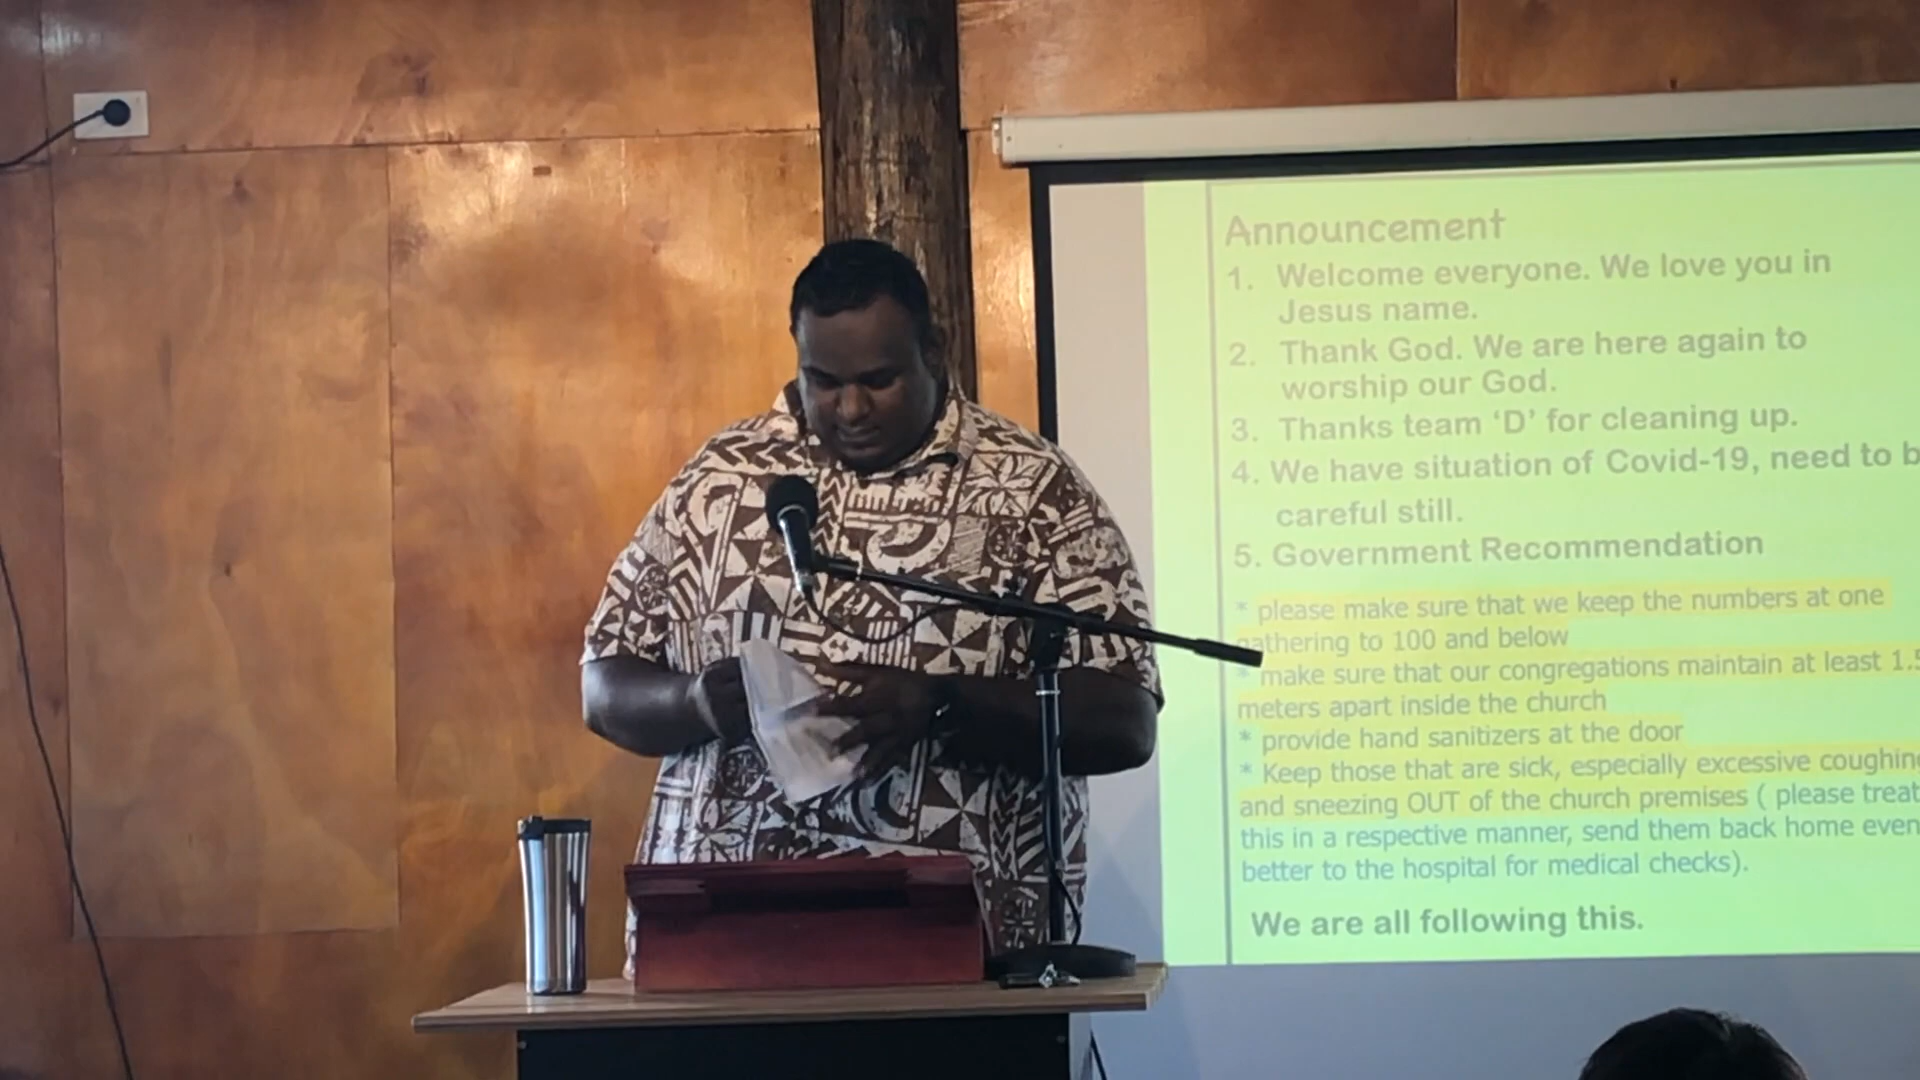 Announcement
1. Welcome everyone. We love you in
Jesus name.
2. Thank God. We are here again to
worship our God.
3. Thanks team ‘D’ for cleaning up.
4. We have situation of Covid-19, need to
careful still.
5. Government Recommendation
* please make sure that we keep the numbers at one
gathering to 100 and below
* make sure that our congregations maintain at least 1.5
meters apart inside the church
* provide hand sanitizers at the door
* Keep those that are sick, especially excessive coughing
and sneezing OUT of the church premises ( please treat
this in a respective manner, send them back home even
better to the hospital for medical checks).
We are all following this.